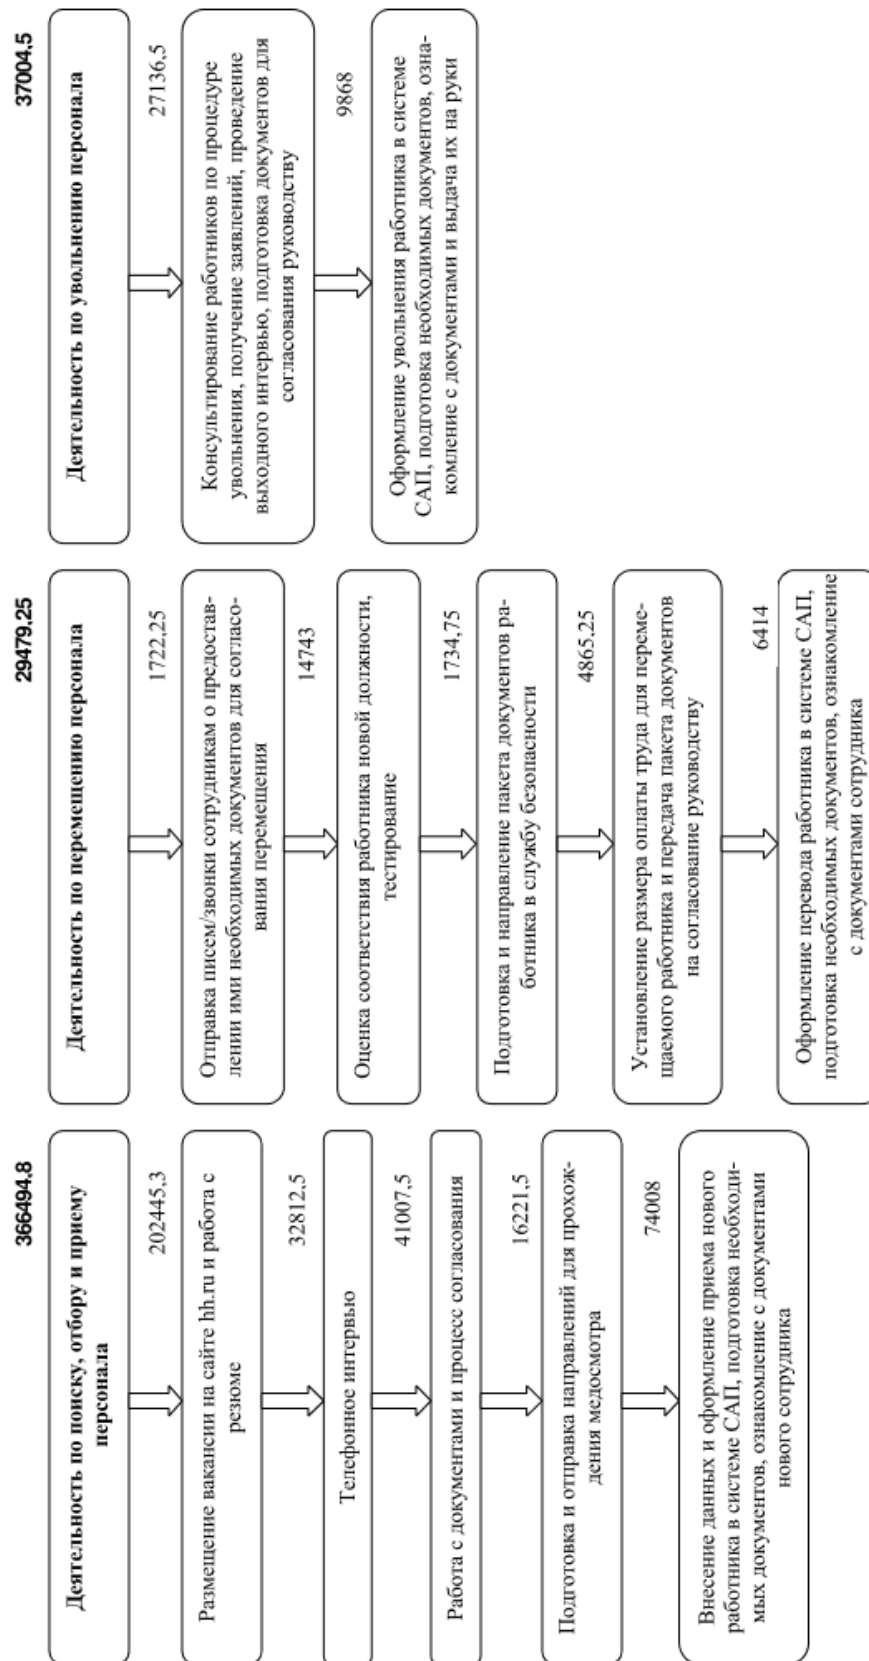 366494.8
Деятельность по поиску, отбору и приему
персонала
202445,3
Размещение вакансии на сайте hh.ru и работа с
резюме
32812,5
Телефонное интервью
41007,5
Работа с документами и процесс согласования
16221,5
Подготовка и отправка направлений для прохож-
дения медосмотра
74008
Внесение данных и оформление приема нового
работника в системе САП, подготовка необходи-
мых документов, ознакомление с документами
нового сотрудника
29479.25
Деятельность по перемещению персонала
1722,25
Отправка писем/звонки сотрудникам о предостав-
лении ими необходимых документов для согласо-
вания перемещения
14743
Оценка соответствия работника новой должности,
тестирование
1734,75
Подготовка и направление пакета документов ра-
ботника в службу безопасности
4865,25
Установление размера оплаты труда для переме-
щаемого работника и передача пакета документов
на согласование руководству
6414
Оформление перевода работника в системе САП,
подготовка необходимых документов, ознакомление
с документами сотрудника
37004.5
Деятельность по увольнению персонала
27136,5
Консультирование работников по процедуре
увольнения, получение заявлений, проведение
выходного интервью, подготовка документов для
согласования руководству
9868
Оформление увольнения работника в системе
САП, подготовка необходимых документов, озна-
комление с документами и выдача их на руки